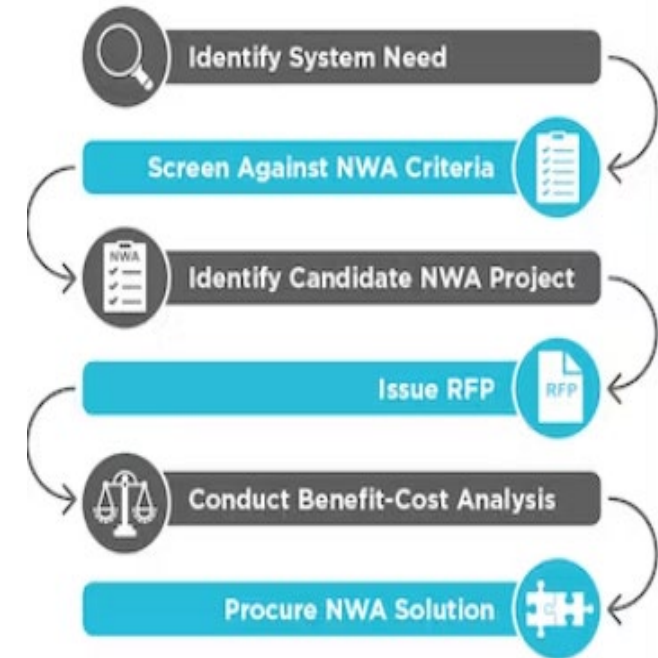 Identify System Need
Screen Against NWA Criteria
NWA
Identify Candidate NWA Project
Issue RFP
RFP
Conduct Benefit-Cost Analysis
Procure NWA Solution